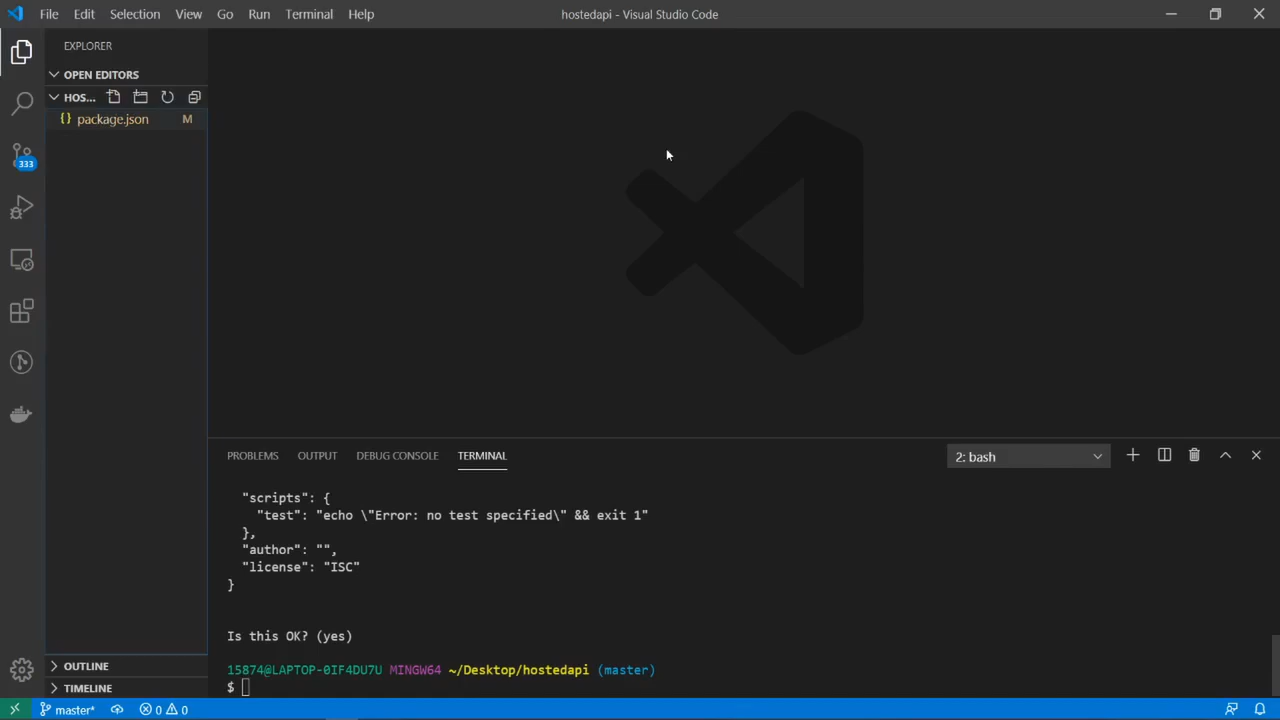 File Edit Selection View Go Run Terminal Help
hostedapi - Visual Studio Code
EXPLORER
OPEN EDITORS
HOS...
{} package.json M
333
PROBLEMS OUTPUT DEBUG CONSOLE TERMINAL
2: bash
"scripts": {
"test": "echo \"Error: no test specified\" && exit 1"
},
"author": "",
"license": "ISC"
}
Is this OK? (yes)
15874@LAPTOP-0IF4DU7U MINGW64 ~/Desktop/hostedapi (master)
$
OUTLINE
TIMELINE
master* 0 0